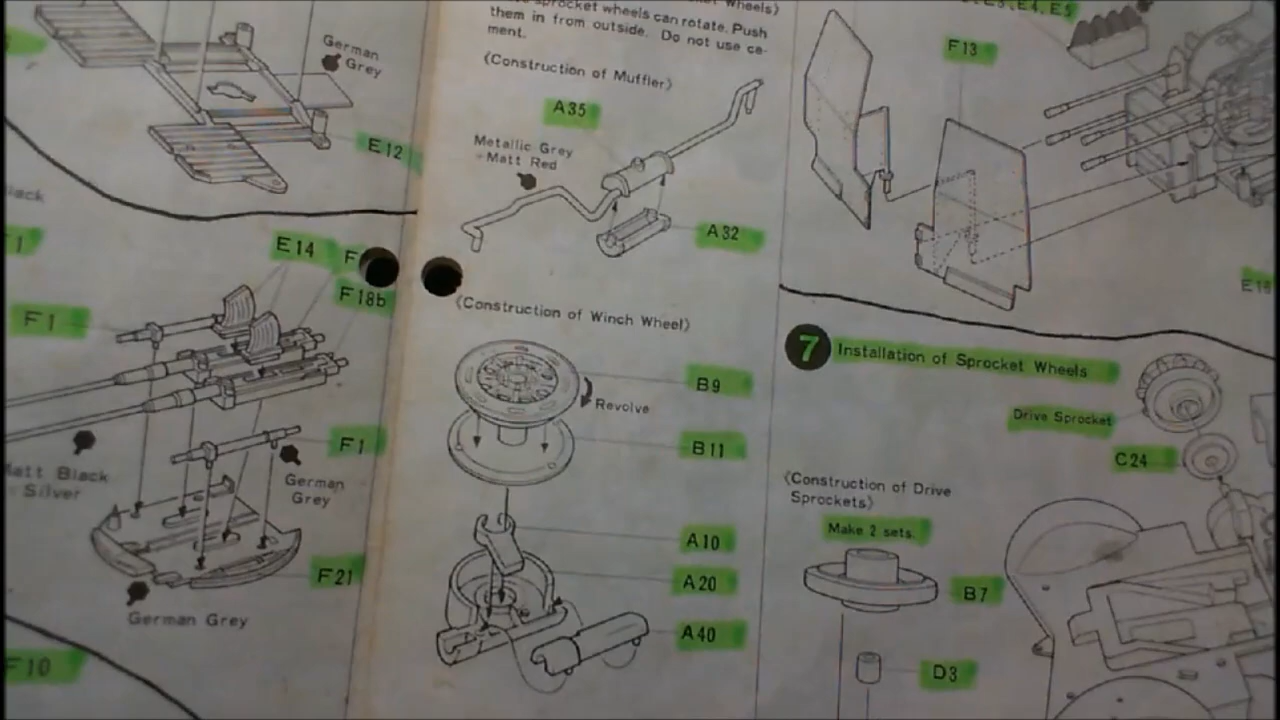 German
Grey
E12
E14
F
F18b
F1
F1
Matt Black
Silver
German
Grey
F21
German Grey
F10
sprocket wheels can rotate. Push
them in from outside. Do not use ce-
ment.
(Construction of Muffler)
A35
Metallic Grey
Matt Red
A32
(Construction of Winch Wheel)
B9
Revolve
B11
A10
A20
A40
E4, E5
F13
7 Installation of Sprocket Wheels
Drive Sprocket
C24
(Construction of Drive
Sprockets)
Make 2 sets.
B7
D3